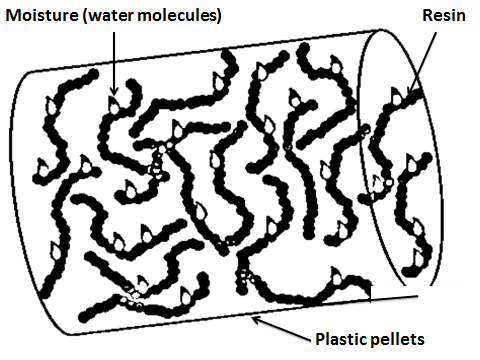 Moisture (water molecules)
Resin
Plastic pellets